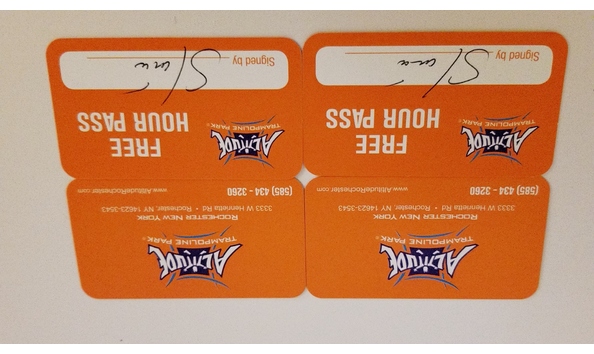 ALTITUDE
TRAMPOLINE PARK®
ROCHESTER NEW YORK
3333 W Henrietta Rd • Rochester, NY 14623-3543
(585) 434 - 3260 www.AltitudeRochester.com
ALTITUDE
TRAMPOLINE PARK®
ROCHESTER NEW YORK
3333 W Henrietta Rd • Rochester, NY 14623-3543
(585) 434 - 3260 www.AltitudeRochester.com
ALTITUDE
TRAMPOLINE PARK®
FREE
HOUR PASS
Signed by
ALTITUDE
TRAMPOLINE PARK®
FREE
HOUR PASS
Signed by